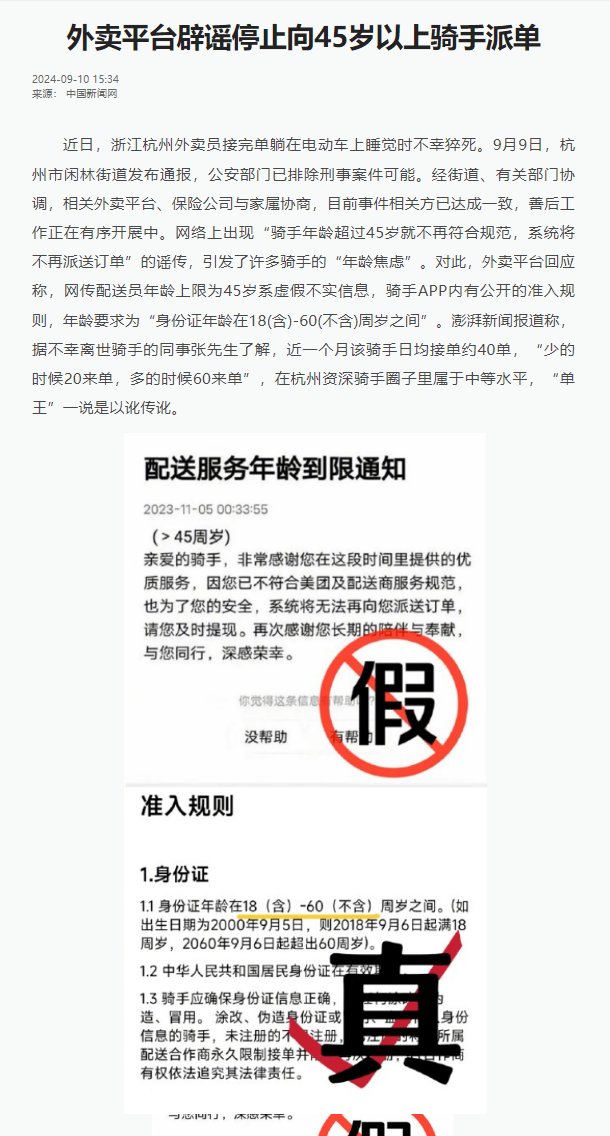 外卖平台辟谣停止向45岁以上骑手派单
2024-09-10 15:34
来源： 中国新闻网
近日，浙江杭州外卖员接完单躺在电动车上睡觉时不幸猝死。9月9日，杭
州市闲林街道发布通报，公安部门已排除刑事案件可能。经街道、有关部门协
调，相关外卖平台、保险公司与家属协商，目前事件相关方已达成一致，善后工
作正在有序开展中。网络上出现“骑手年龄超过45岁就不再符合规范，系统将
不再派送订单”的谣传，引发了许多骑手的“年龄焦虑”。对此，外卖平台回应
称，网传配送员年龄上限为45岁系虚假不实信息，骑手APP内有公开的准入规
则，年龄要求为“身份证年龄在18(含)-60(不含)周岁之间”。澎湃新闻报道称，
据不幸离世骑手的同事张先生了解，近一个月该骑手日均接单约40单，“少的
时候20来单，多的时候60来单”，在杭州资深骑手圈子里属于中等水平，“单
王”一说是以讹传讹。
配送服务年龄到限通知
2023-11-05 00:33:55
（＞45周岁)
亲爱的骑手，非常感谢您在这段时间里提供的优
质服务，因您已不符合美团及配送商服务规范，
也为了您的安全，系统将无法再向您派送订单，
请您及时提现。再次感谢您长期的陪伴与奉献，
与您同行，深感荣幸。
你觉得这条信息有帮助吗?
没帮助 有帮助
假
准入规则
1.身份证
1.1 身份证年龄在18（含）-60（不含）周岁之间。(如
出生日期为2000年9月5日，则2018年9月6日起满18
周岁，2060年9月6日起超出60周岁)。
1.2 中华人民共和国居民身份证在有效
1.3 骑手应确保身份证信息正确，
造、冒用。 涂改、伪造身份证或 身份
信息的骑手，未注册的不 注册， 所属
配送合作商永久限制接单并 合作商
有权依法追究其法律责任。
真
与您同行，深感荣幸。
假